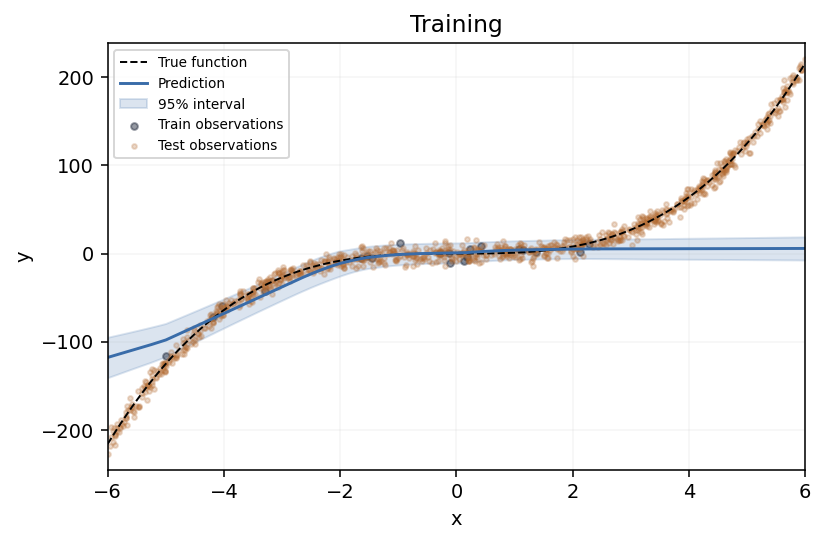 Training
True function
Prediction
95% interval
Train observations
Test observations
y
200
100
0
−100
−200
−6
−4
−2
0
2
4
6
x